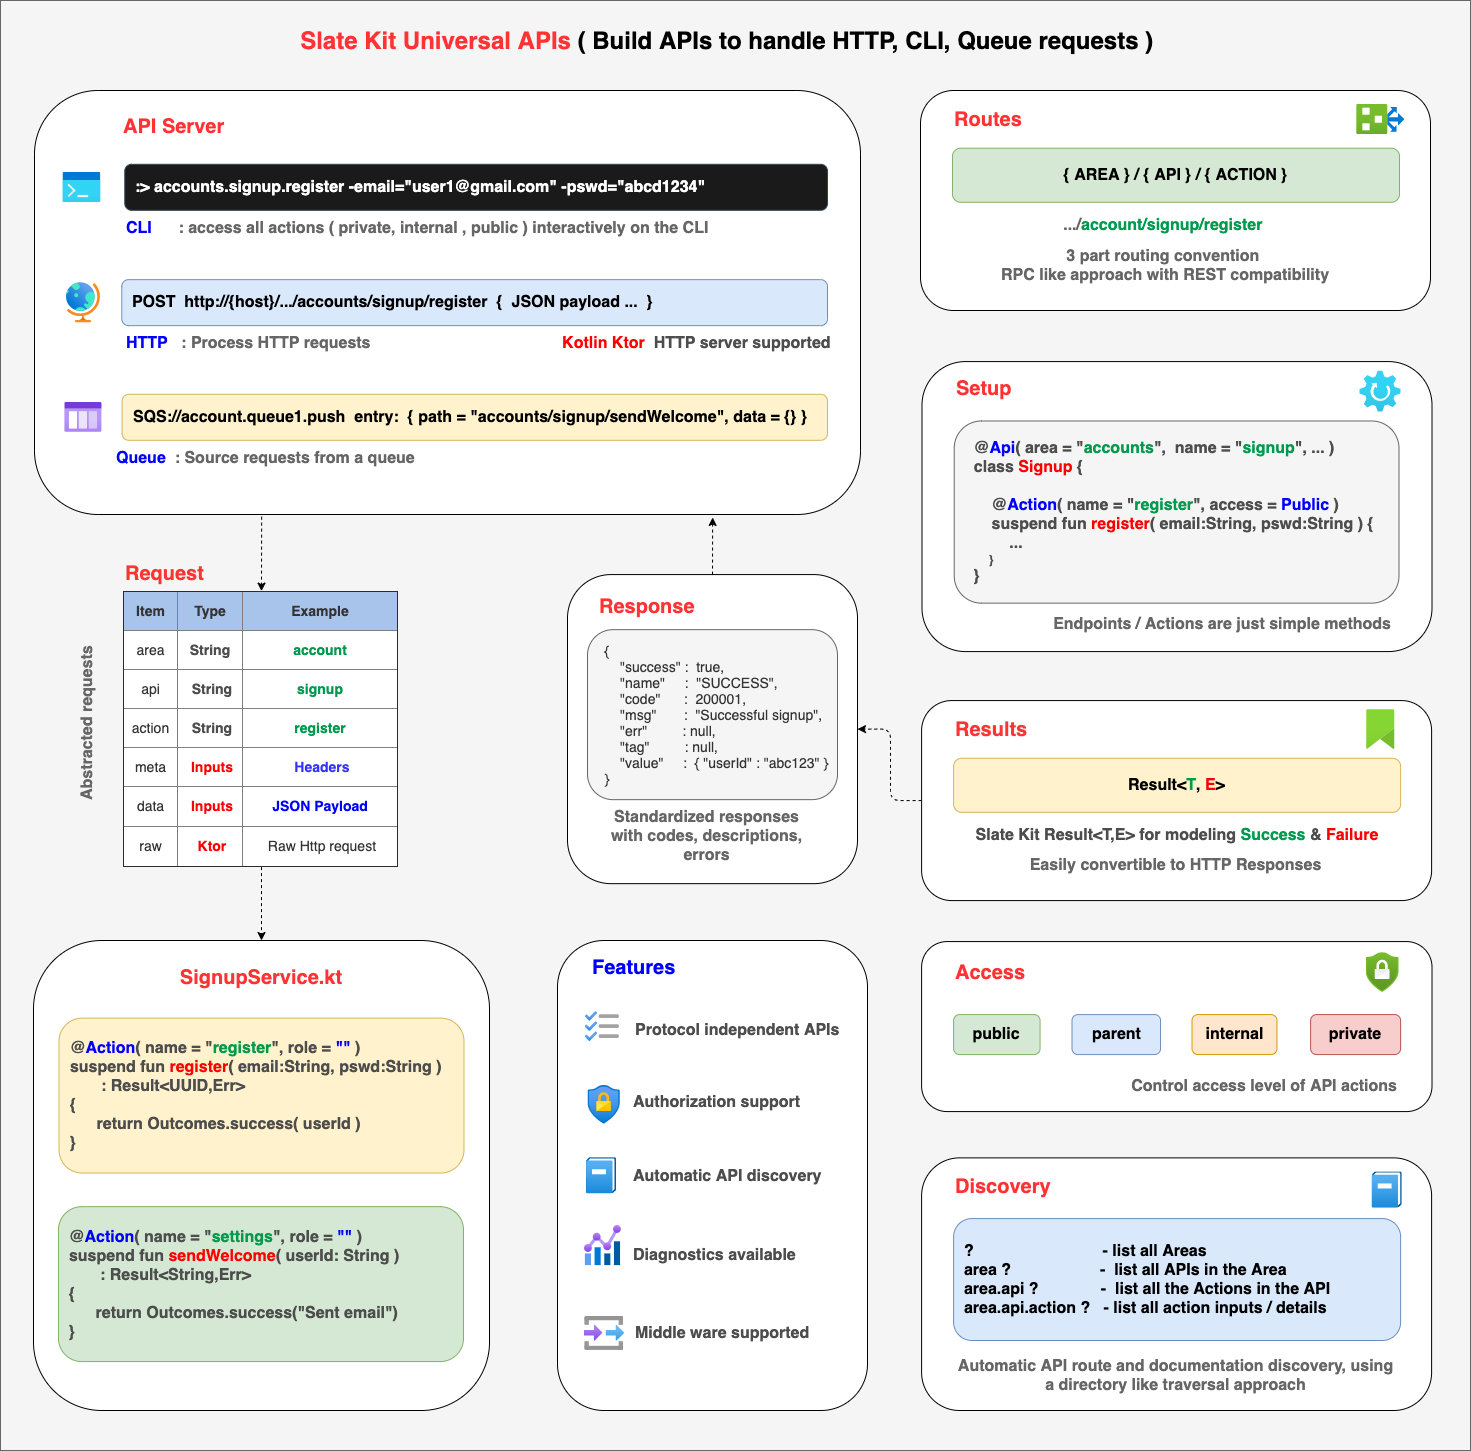 Slate Kit Universal APIs ( Build APIs to handle HTTP, CLI, Queue requests )
API Server
:> accounts.signup.register -email="user1@gmail.com" -pswd="abcd1234"
CLI : access all actions ( private, internal , public ) interactively on the CLI
POST http://{host}/.../accounts/signup/register { JSON payload ... }
HTTP : Process HTTP requests
Kotlin Ktor HTTP server supported
SQS://account.queue1.push entry: { path = "accounts/signup/sendWelcome", data = {} }
Queue : Source requests from a queue
Routes
{ AREA } / { API } / { ACTION }
.../account/signup/register
3 part routing convention
RPC like approach with REST compatibility
Setup
@Api( area = "accounts", name = "signup", ... )
class Signup {
@Action( name = "register", access = Public )
suspend fun register( email:String, pswd:String ) {
...
}
}
Endpoints / Actions are just simple methods
Request
Abstracted requests
Item Type Example
area String account
api String signup
action String register
meta Inputs Headers
data Inputs JSON Payload
raw Ktor Raw Http request
Response
{
"success" : true,
"name" : "SUCCESS",
"code" : 200001,
"msg" : "Successful signup",
"err" : null,
"tag" : null,
"value" : { "userId" : "abc123" }
}
Standardized responses
with codes, descriptions,
errors
Results
Result<T, E>
Slate Kit Result<T,E> for modeling Success & Failure
Easily convertible to HTTP Responses
SignupService.kt
@Action( name = "register", role = "" )
suspend fun register( email:String, pswd:String )
: Result<UUID,Err>
{
return Outcomes.success( userId )
}
@Action( name = "settings", role = "" )
suspend fun sendWelcome( userId: String )
: Result<String,Err>
{
return Outcomes.success("Sent email")
}
Features
Protocol independent APIs
Authorization support
Automatic API discovery
Diagnostics available
Middle ware supported
Access
public parent internal private
Control access level of API actions
Discovery
? - list all Areas
area ? - list all APIs in the Area
area.api ? - list all the Actions in the API
area.api.action ? - list all action inputs / details
Automatic API route and documentation discovery, using
a directory like traversal approach